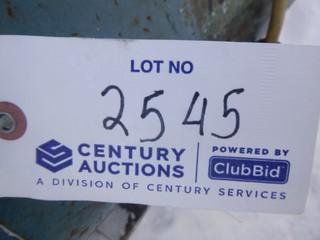 LOT NO
2545
CENTURY AUCTIONS
POWERED BY ClubBid
A DIVISION OF CENTURY SERVICES